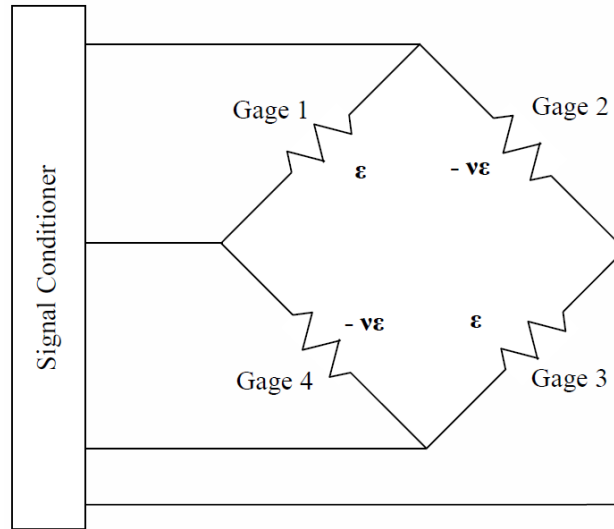 Signal Conditioner
Gage 1
Gage 2
ε
- νε
- νε
ε
Gage 4
Gage 3